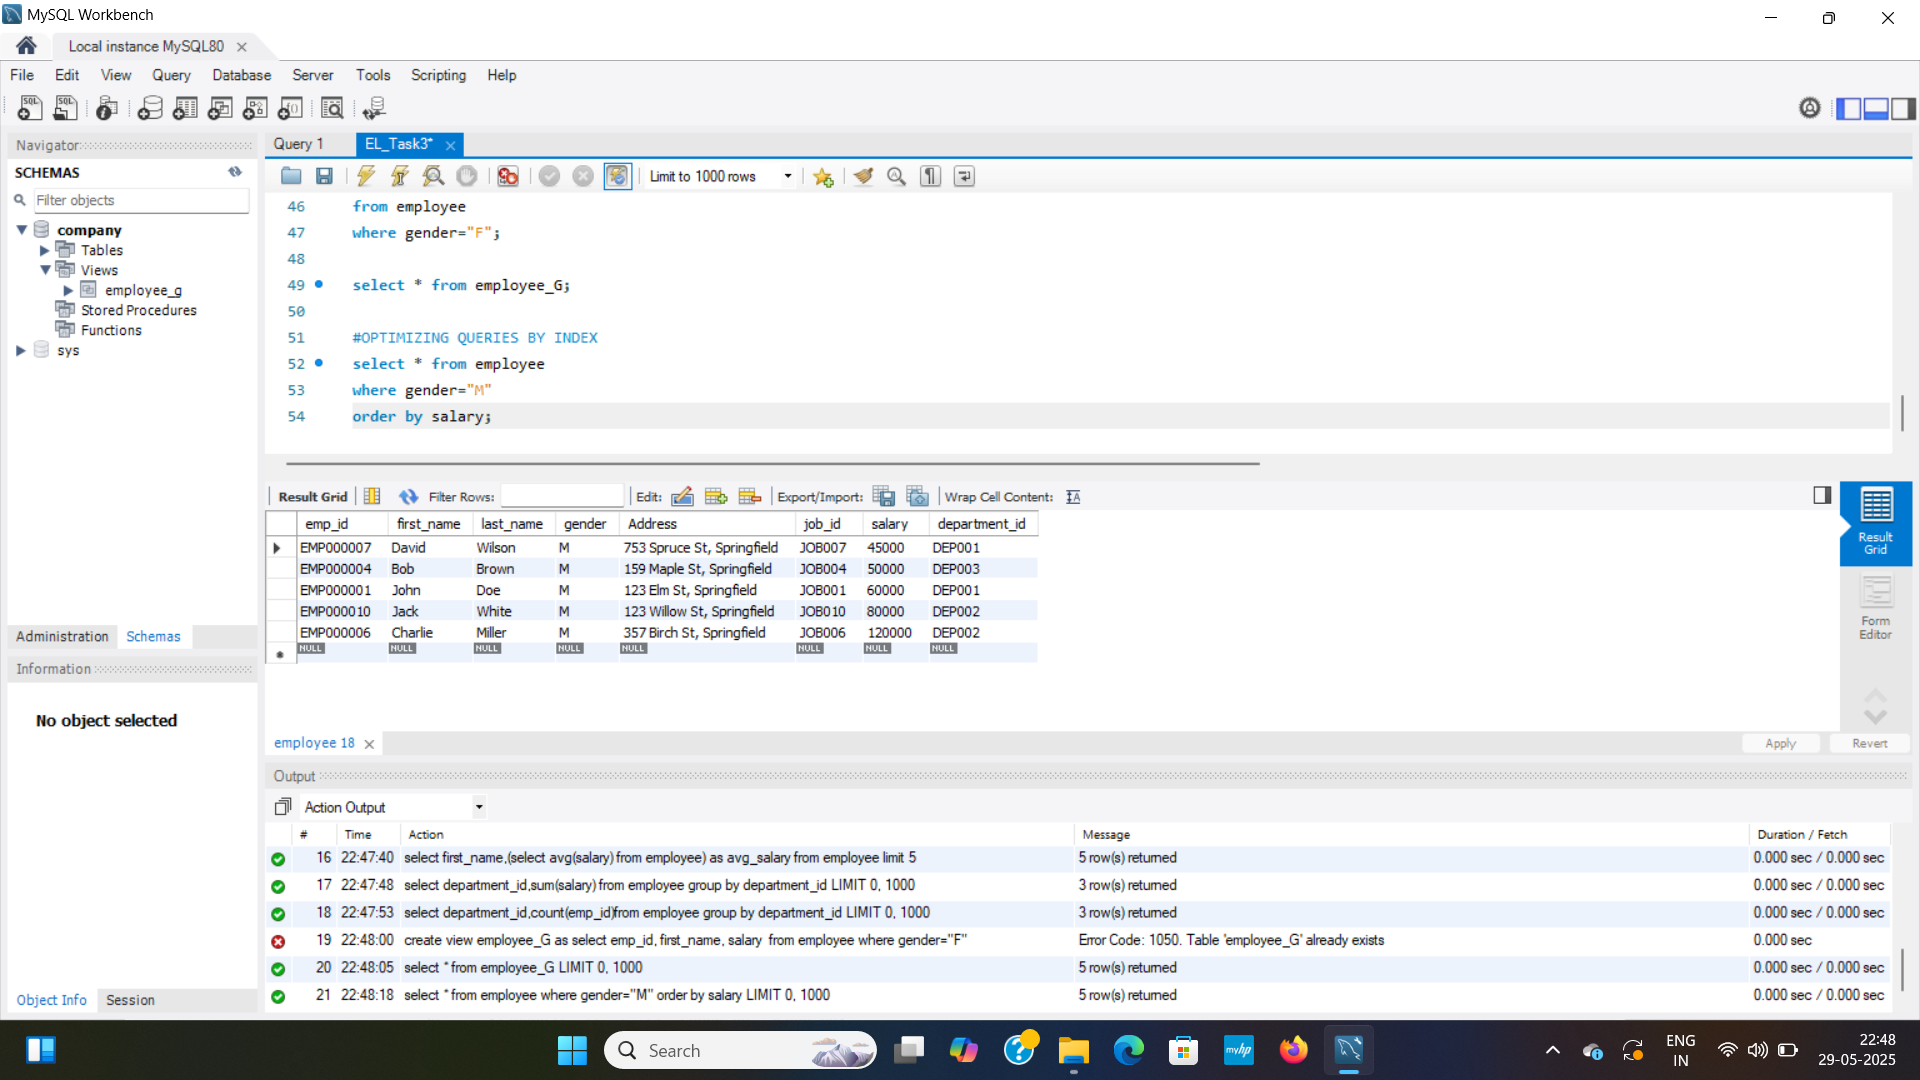 MySQL Workbench
Local instance MySQL80
File Edit View Query Database Server Tools Scripting Help
Navigator
SCHEMAS
Filter objects
company
Tables
Views
employee_g
Stored Procedures
Functions
sys
Administration Schemas
Information
No object selected
Object Info Session
Query 1 EL_Task3*
Limit to 1000 rows
46 from employee
47 where gender="F";
48
49 select * from employee_G;
50
51 #OPTIMIZING QUERIES BY INDEX
52 select * from employee
53 where gender="M"
54 order by salary;
Result Grid Filter Rows: Edit: Export/Import: Wrap Cell Content:
emp_id first_name last_name gender Address job_id salary department_id
EMP000007 David Wilson M 753 Spruce St, Springfield JOB007 45000 DEP001
EMP000004 Bob Brown M 159 Maple St, Springfield JOB004 50000 DEP003
EMP000001 John Doe M 123 Elm St, Springfield JOB001 60000 DEP001
EMP000010 Jack White M 123 Willow St, Springfield JOB010 80000 DEP002
EMP000006 Charlie Miller M 357 Birch St, Springfield JOB006 120000 DEP002
NULL NULL NULL NULL NULL NULL NULL NULL
Result
Grid
Form
Editor
employee 18
Apply Revert
Output
Action Output
# Time Action Message Duration / Fetch
16 22:47:40 select first_name,(select avg(salary) from employee) as avg_salary from employee limit 5 5 row(s) returned 0.000 sec / 0.000 sec
17 22:47:48 select department_id,sum(salary) from employee group by department_id LIMIT 0, 1000 3 row(s) returned 0.000 sec / 0.000 sec
18 22:47:53 select department_id,count(emp_id)from employee group by department_id LIMIT 0, 1000 3 row(s) returned 0.000 sec / 0.000 sec
19 22:48:00 create view employee_G as select emp_id, first_name, salary from employee where gender="F" Error Code: 1050. Table 'employee_G' already exists 0.000 sec
20 22:48:05 select * from employee_G LIMIT 0, 1000 5 row(s) returned 0.000 sec / 0.000 sec
21 22:48:18 select * from employee where gender="M" order by salary LIMIT 0, 1000 5 row(s) returned 0.000 sec / 0.000 sec
Search
myhp
ENG
IN
22:48
29-05-2025